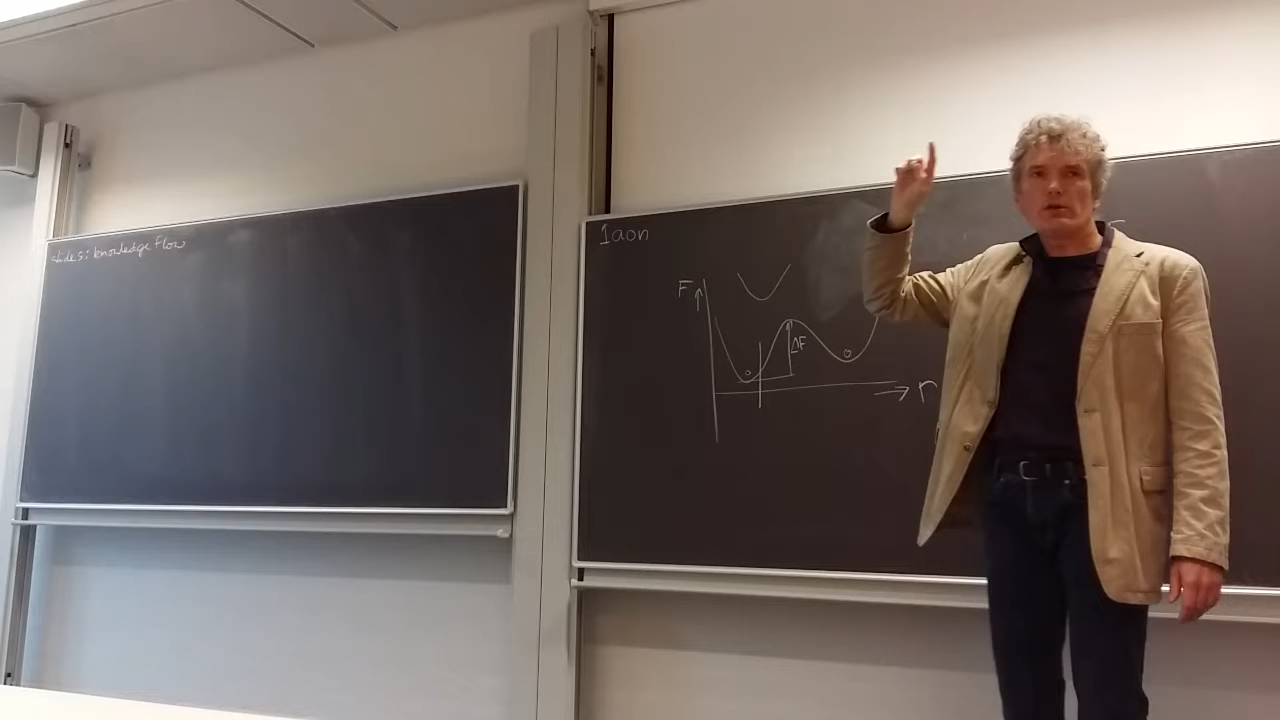 slides: knowledge flow
1aon
F
ΔF
r